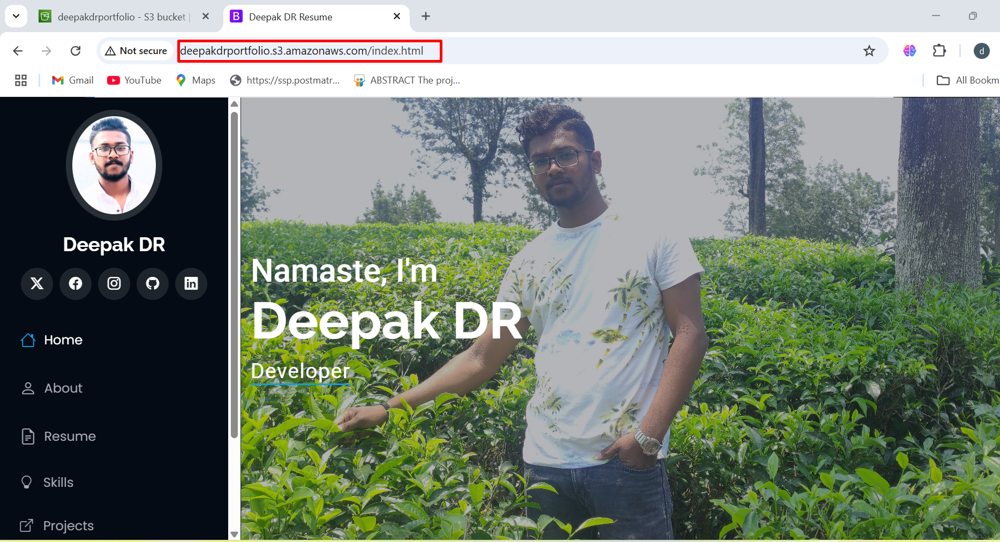 deepakdrportfolio - S3 bucket |
Deepak DR Resume
Not secure
deepakdrportfolio.s3.amazonaws.com/index.html
d
Gmail
YouTube
Maps
https://ssp.postmatr...
ABSTRACT The proj...
All Bookm
Deepak DR
Home
About
Resume
Skills
Projects
Namaste, I'm
Deepak DR
Developer